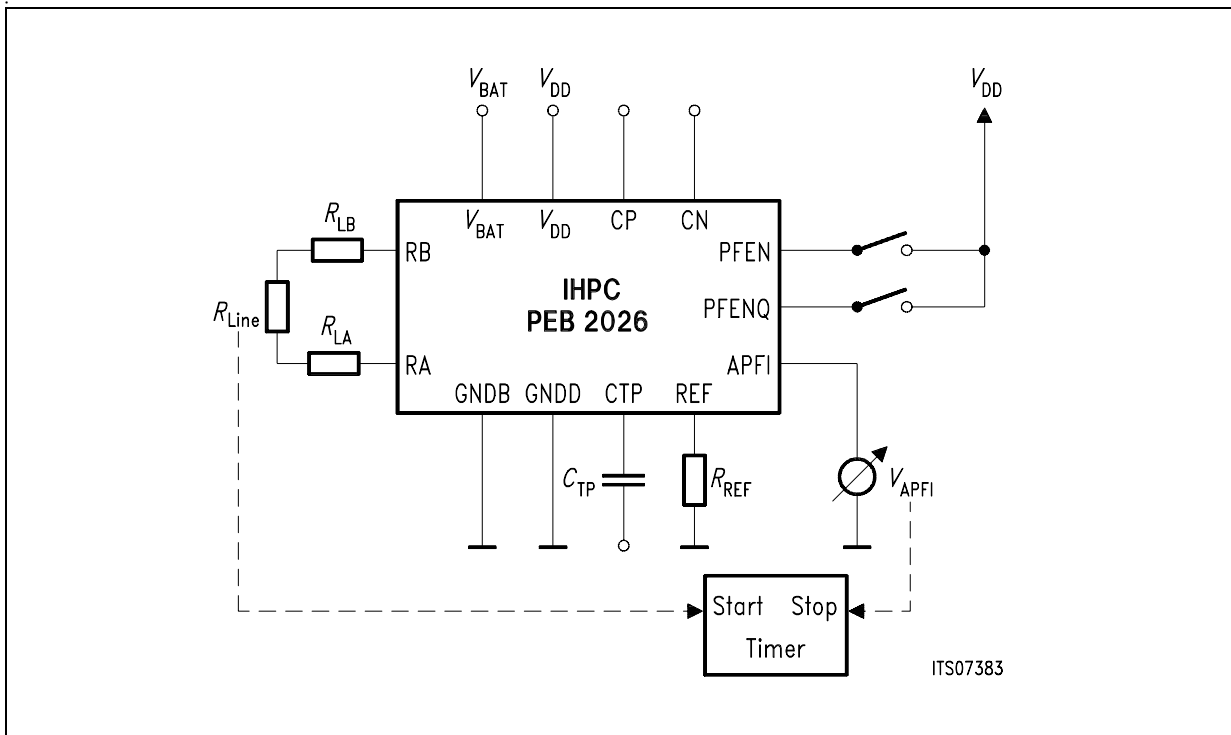 V_BAT V_DD V_DD
V_BAT V_DD CP CN
R_LB RB PFEN
IHPC
PEB 2026
R_Line PFENQ
R_LA RA APFI
GNDB GNDD CTP REF
C_TP R_REF V_APFI
Start Stop
Timer
ITS07383